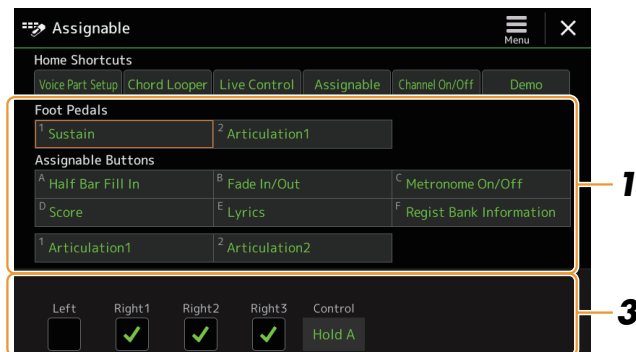 Assignable
Menu
Home Shortcuts
Voice Part Setup Chord Looper Live Control Assignable Channel On/Off Demo
Foot Pedals
1 Sustain 2 Articulation1
Assignable Buttons
A Half Bar Fill In B Fade In/Out C Metronome On/Off
D Score E Lyrics F Regist Bank Information
1 Articulation1 2 Articulation2
1
Left Right1 Right2 Right3 Control
Hold A
3